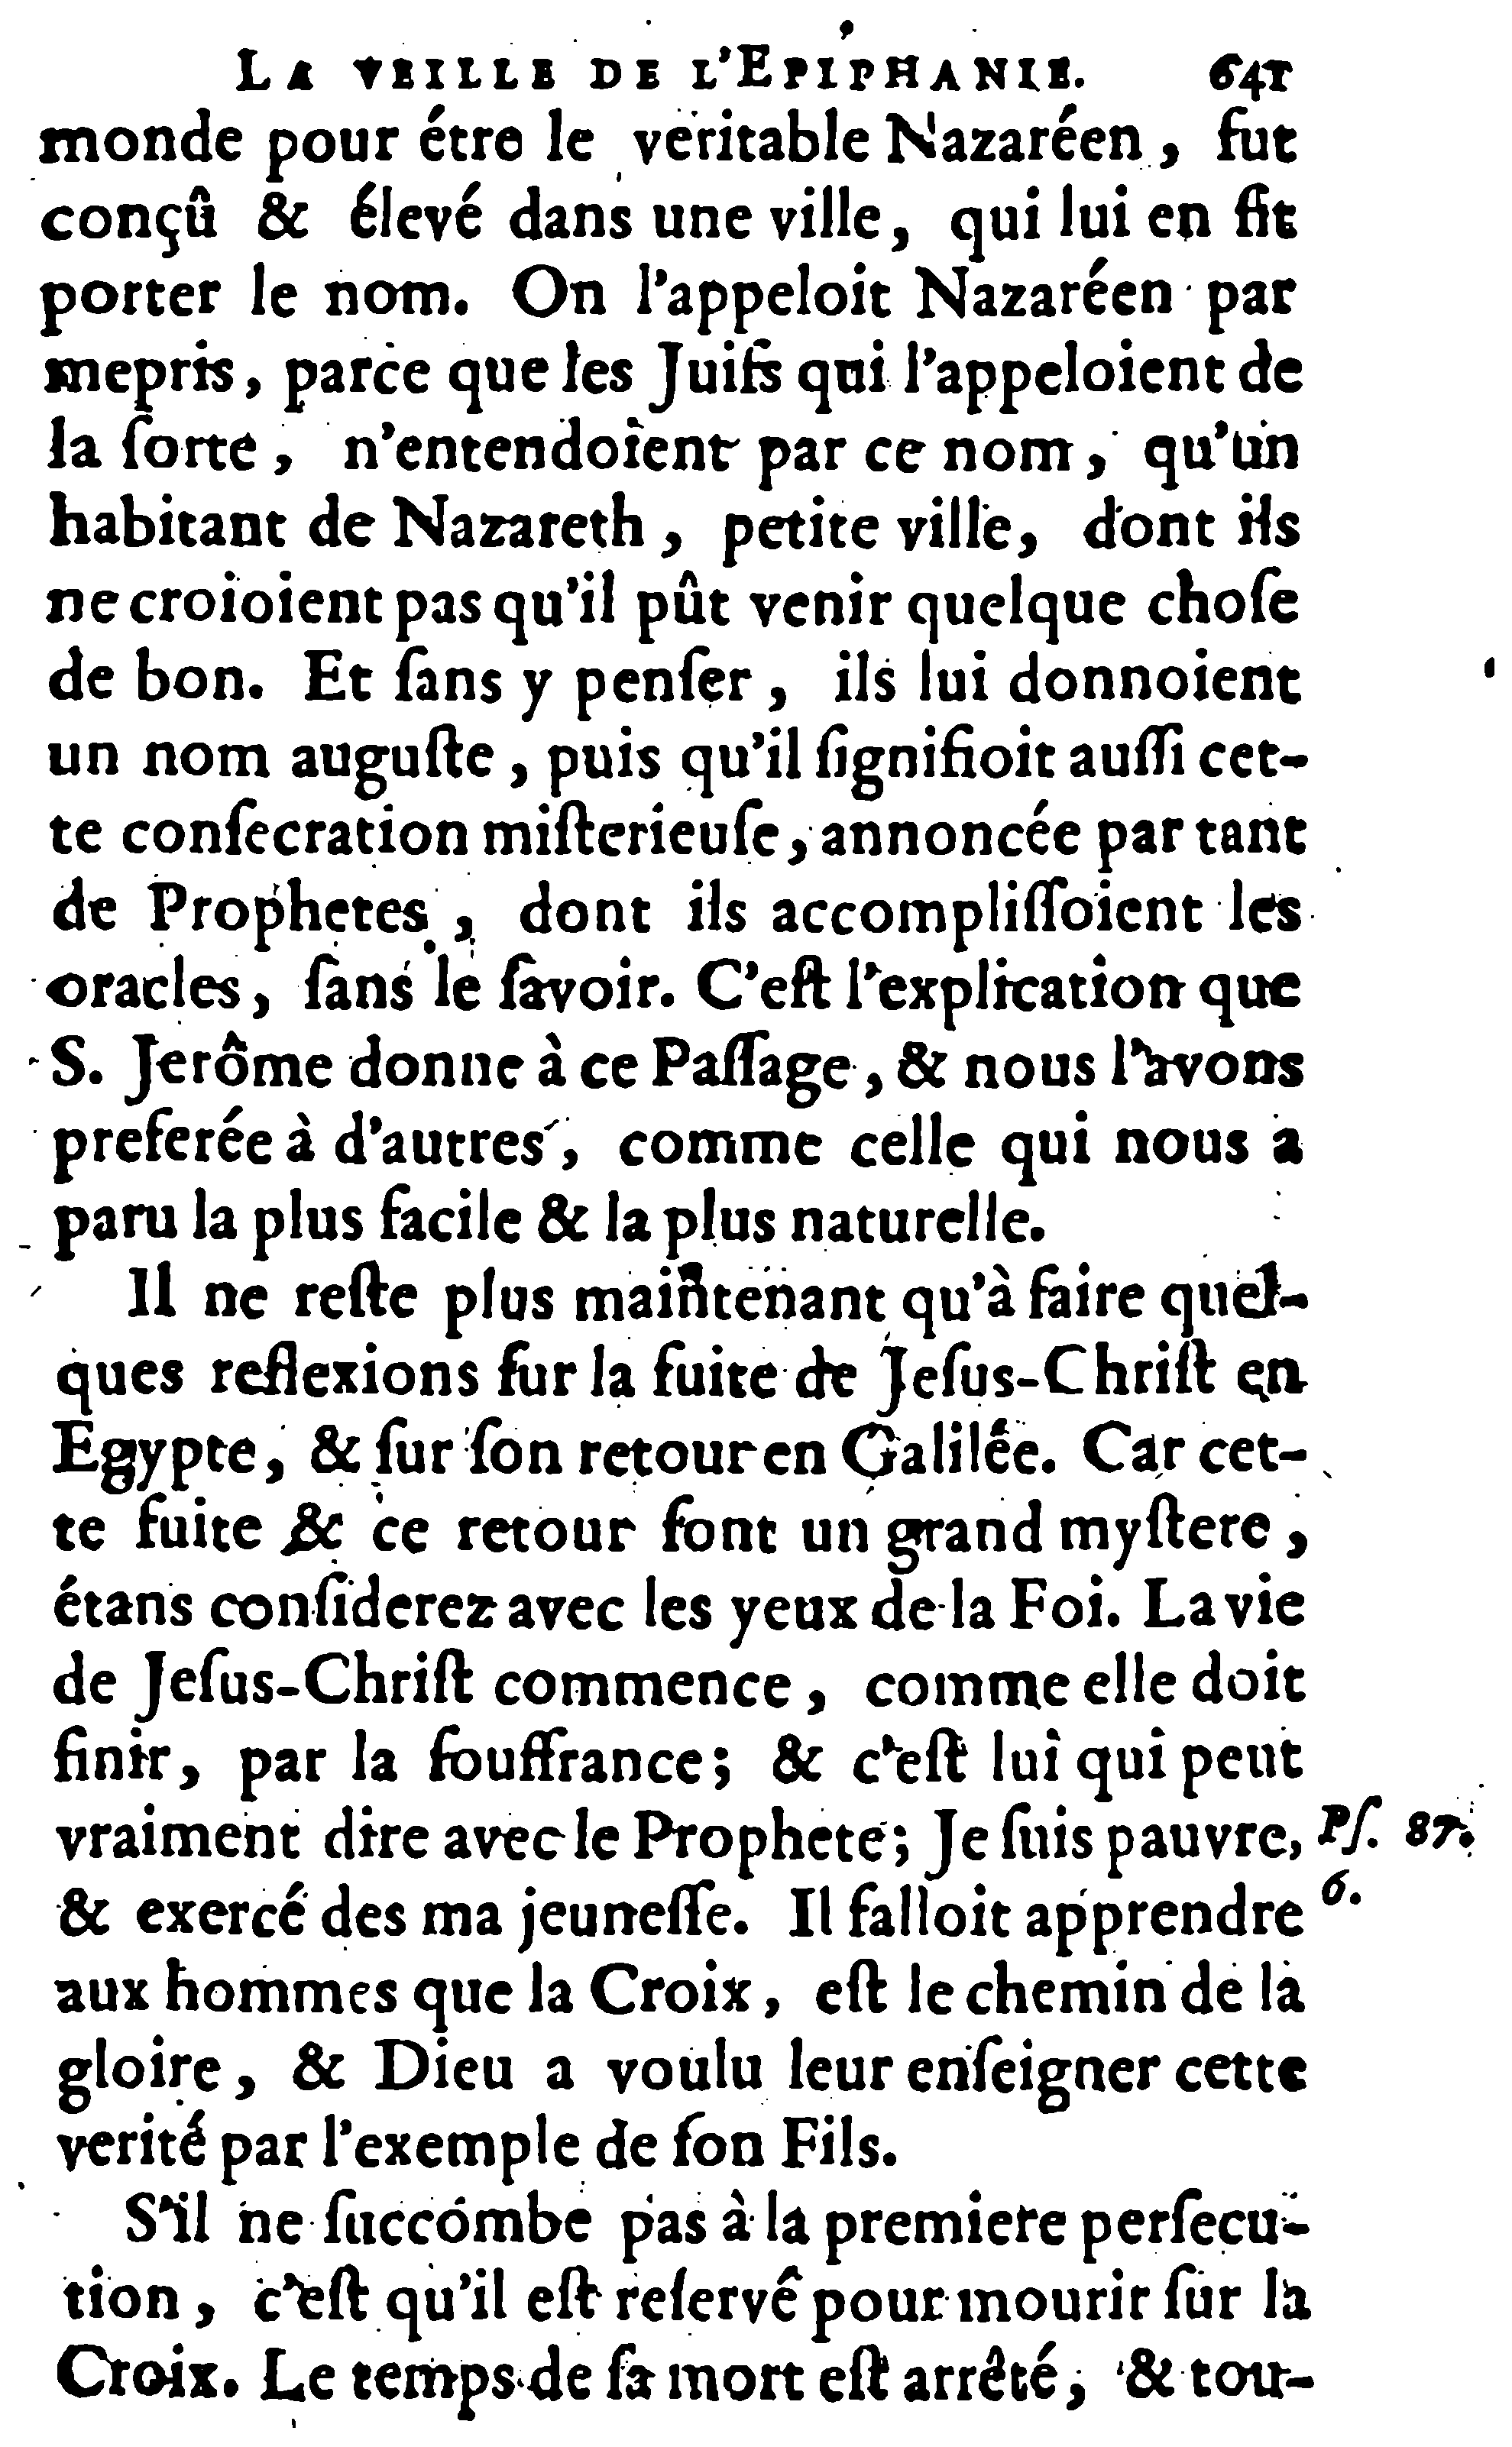 LA VEILLE DE L'EPIPHANIE. 641
monde pour étre le veritable Nazaréen, fut
conçû & élevé dans une ville, qui lui en fit
porter le nom. On l'appeloit Nazaréen par
mepris, parce que les Juifs qui l'appeloient de
la ſorte, n'entendoient par ce nom, qu'un
habitant de Nazareth, petite ville, dont ils
ne croioient pas qu'il pût venir quelque choſe
de bon. Et ſans y penſer, ils lui donnoient
un nom auguſte, puis qu'il ſignifioit auſſi cet-
te conſecration miſterieuſe, annoncée par tant
de Prophetes, dont ils accompliſſoient les
oracles, ſans le ſavoir. C'eſt l'explication que
S. Jerôme donne à ce Paſſage, & nous l'avons
preferée à d'autres, comme celle qui nous a
paru la plus facile & la plus naturelle.
Il ne reſte plus maintenant qu'à faire quel-
ques reflexions ſur la fuite de Jeſus-Chriſt en
Egypte, & ſur ſon retour en Galilée. Car cet-
te fuite & ce retour ſont un grand myſtere,
étans conſiderez avec les yeux de la Foi. La vie
de Jeſus-Chriſt commence, comme elle doit
finir, par la ſouffrance; & c'eſt lui qui peut
vraiment dire avec le Prophete; Je ſuis pauvre, Pſ. 87.
& exercé des ma jeuneſſe. Il falloit apprendre 6.
aux hommes que la Croix, eſt le chemin de la
gloire, & Dieu a voulu leur enſeigner cette
verité par l'exemple de ſon Fils.
S'il ne ſuccombe pas à la premiere perſecu-
tion, c'eſt qu'il eſt reſervé pour mourir ſur la
Croix. Le temps de ſa mort eſt arrêté; & tou-